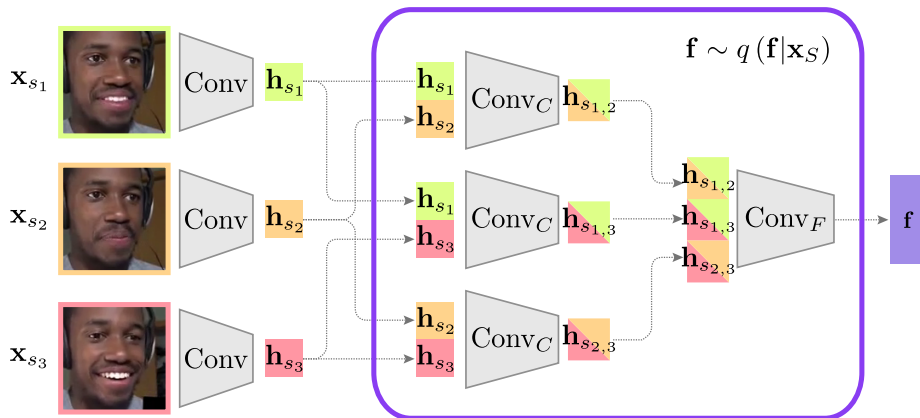 f ∼ q (f|x_S)
x_{s_1} Conv h_{s_1} h_{s_1} h_{s_2} Conv_C h_{s_{1,2}}
x_{s_2} Conv h_{s_2} h_{s_1} h_{s_3} Conv_C h_{s_{1,3}}
h_{s_{1,2}} h_{s_{1,3}} h_{s_{2,3}} Conv_F f
x_{s_3} Conv h_{s_3} h_{s_2} h_{s_3} Conv_C h_{s_{2,3}}